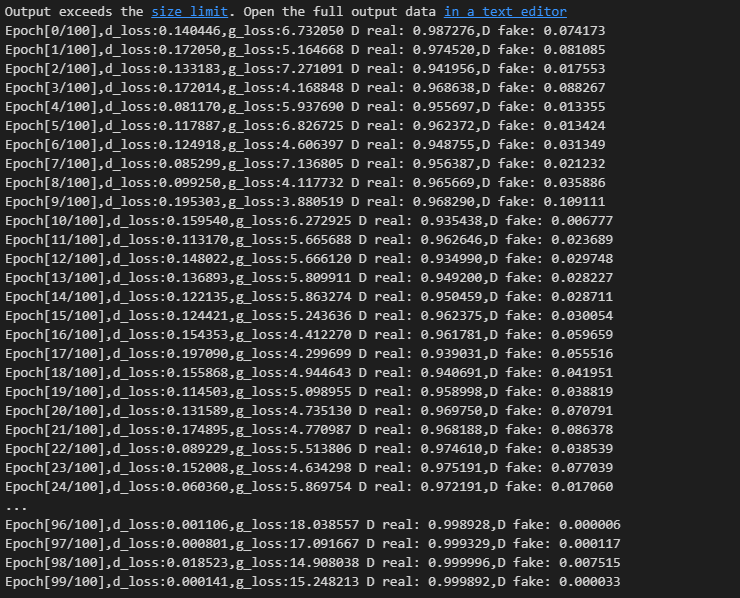 Output exceeds the size limit. Open the full output data in a text editor
Epoch[0/100],d_loss:0.140446,g_loss:6.732050 D real: 0.987276,D fake: 0.074173
Epoch[1/100],d_loss:0.172050,g_loss:5.164668 D real: 0.974520,D fake: 0.081085
Epoch[2/100],d_loss:0.133183,g_loss:7.271091 D real: 0.941956,D fake: 0.017553
Epoch[3/100],d_loss:0.172014,g_loss:4.168848 D real: 0.968638,D fake: 0.088267
Epoch[4/100],d_loss:0.081170,g_loss:5.937690 D real: 0.955697,D fake: 0.013355
Epoch[5/100],d_loss:0.117887,g_loss:6.826725 D real: 0.962372,D fake: 0.013424
Epoch[6/100],d_loss:0.124918,g_loss:4.606397 D real: 0.948755,D fake: 0.031349
Epoch[7/100],d_loss:0.085299,g_loss:7.136805 D real: 0.956387,D fake: 0.021232
Epoch[8/100],d_loss:0.099250,g_loss:4.117732 D real: 0.965669,D fake: 0.035886
Epoch[9/100],d_loss:0.195303,g_loss:3.880519 D real: 0.968290,D fake: 0.109111
Epoch[10/100],d_loss:0.159540,g_loss:6.272925 D real: 0.935438,D fake: 0.006777
Epoch[11/100],d_loss:0.113170,g_loss:5.665688 D real: 0.962646,D fake: 0.023689
Epoch[12/100],d_loss:0.148022,g_loss:5.666120 D real: 0.934990,D fake: 0.029748
Epoch[13/100],d_loss:0.136893,g_loss:5.809911 D real: 0.949200,D fake: 0.028227
Epoch[14/100],d_loss:0.122135,g_loss:5.863274 D real: 0.950459,D fake: 0.028711
Epoch[15/100],d_loss:0.124421,g_loss:5.243636 D real: 0.962375,D fake: 0.030054
Epoch[16/100],d_loss:0.154353,g_loss:4.412270 D real: 0.961781,D fake: 0.059659
Epoch[17/100],d_loss:0.197090,g_loss:4.299699 D real: 0.939031,D fake: 0.055516
Epoch[18/100],d_loss:0.155868,g_loss:4.944643 D real: 0.940691,D fake: 0.041951
Epoch[19/100],d_loss:0.114503,g_loss:5.098955 D real: 0.958998,D fake: 0.038819
Epoch[20/100],d_loss:0.131589,g_loss:4.735130 D real: 0.969750,D fake: 0.070791
Epoch[21/100],d_loss:0.174895,g_loss:4.770987 D real: 0.968188,D fake: 0.086378
Epoch[22/100],d_loss:0.089229,g_loss:5.513806 D real: 0.974610,D fake: 0.038539
Epoch[23/100],d_loss:0.152008,g_loss:4.634298 D real: 0.975191,D fake: 0.077039
Epoch[24/100],d_loss:0.060360,g_loss:5.869754 D real: 0.972191,D fake: 0.017060
...
Epoch[96/100],d_loss:0.001106,g_loss:18.038557 D real: 0.998928,D fake: 0.000006
Epoch[97/100],d_loss:0.000801,g_loss:17.091667 D real: 0.999329,D fake: 0.000117
Epoch[98/100],d_loss:0.018523,g_loss:14.908038 D real: 0.999996,D fake: 0.007515
Epoch[99/100],d_loss:0.000141,g_loss:15.248213 D real: 0.999892,D fake: 0.000033